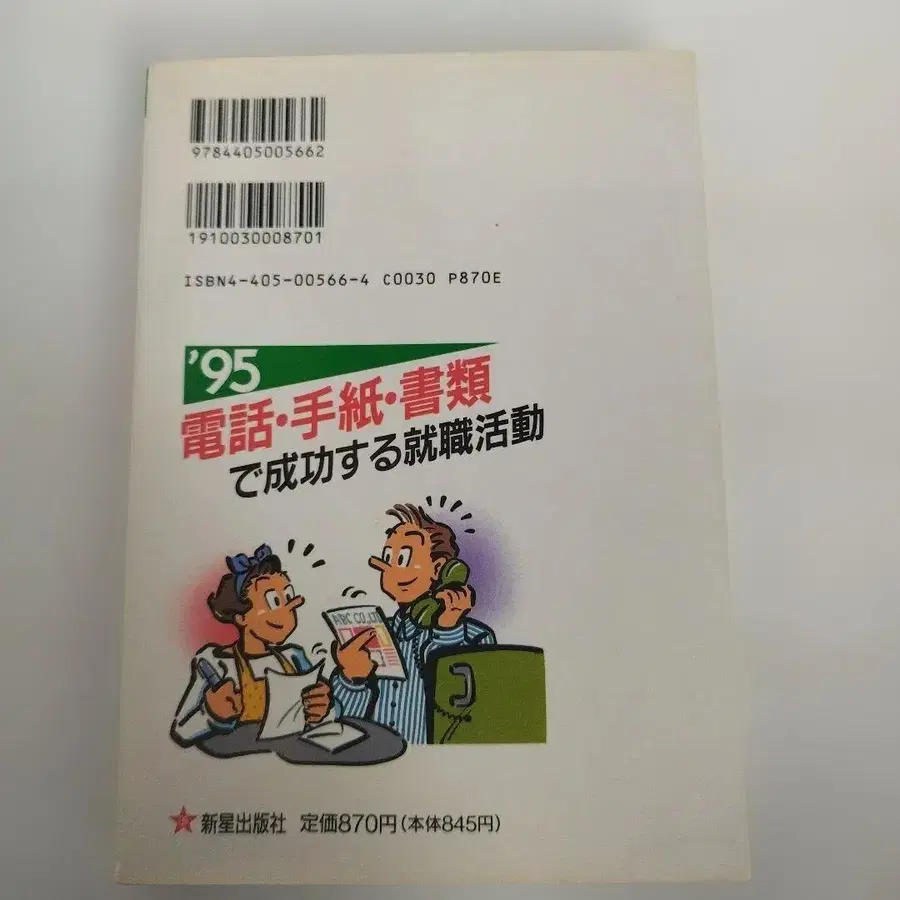 9784405005662
1910030008701
ISBN4-405-00566-4 C0030 P870E
'95
電話・手紙・書類
で成功する就職活動
ABC CO.,LTD
新星出版社 定価870円(本体845円)